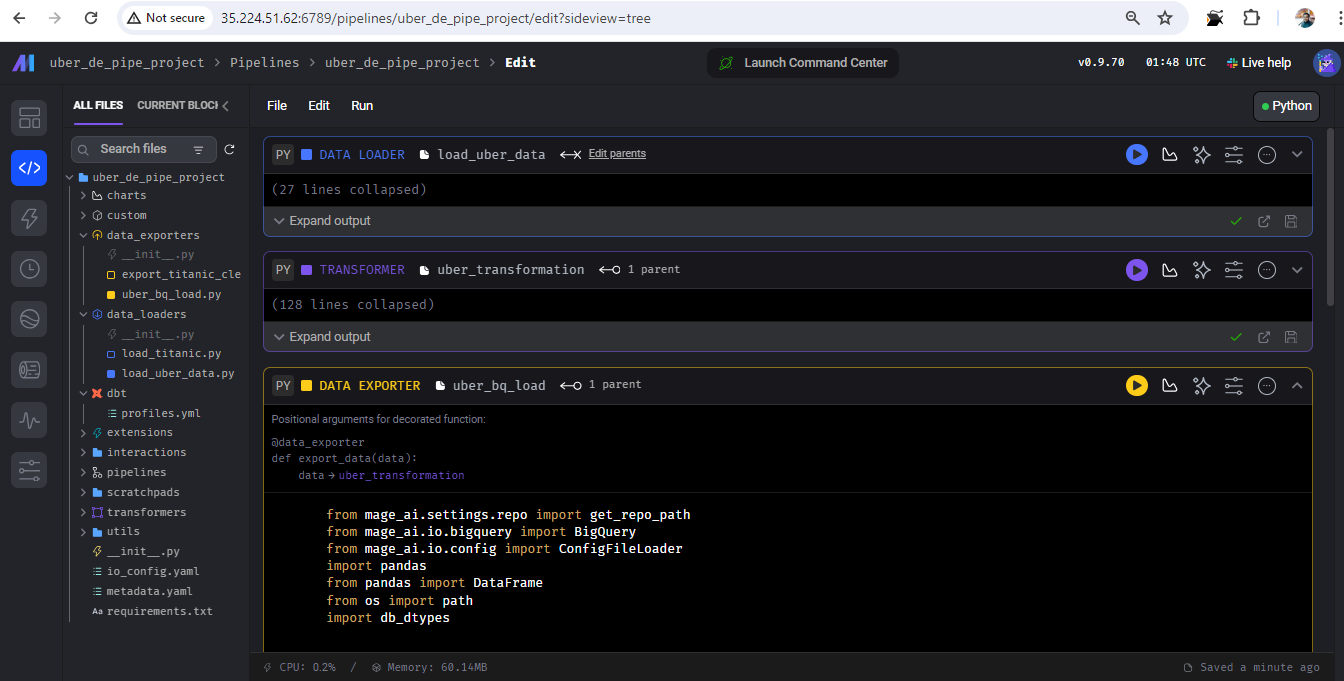 Not secure 35.224.51.62:6789/pipelines/uber_de_pipe_project/edit?sideview=tree
uber_de_pipe_project > Pipelines > uber_de_pipe_project > Edit
Launch Command Center
v0.9.70 01:48 UTC Live help
ALL FILES CURRENT BLOCK
File Edit Run
Python
Search files
uber_de_pipe_project
charts
custom
data_exporters
__init__.py
export_titanic_cle
uber_bq_load.py
data_loaders
__init__.py
load_titanic.py
load_uber_data.py
dbt
profiles.yml
extensions
interactions
pipelines
scratchpads
transformers
utils
__init__.py
io_config.yaml
metadata.yaml
Aa requirements.txt
PY DATA LOADER load_uber_data Edit parents
(27 lines collapsed)
Expand output
PY TRANSFORMER uber_transformation 1 parent
(128 lines collapsed)
Expand output
PY DATA EXPORTER uber_bq_load 1 parent
Positional arguments for decorated function:
@data_exporter
def export_data(data):
data → uber_transformation
from mage_ai.settings.repo import get_repo_path
from mage_ai.io.bigquery import BigQuery
from mage_ai.io.config import ConfigFileLoader
import pandas
from pandas import DataFrame
from os import path
import db_dtypes
CPU: 0.2% / Memory: 60.14MB
Saved a minute ago